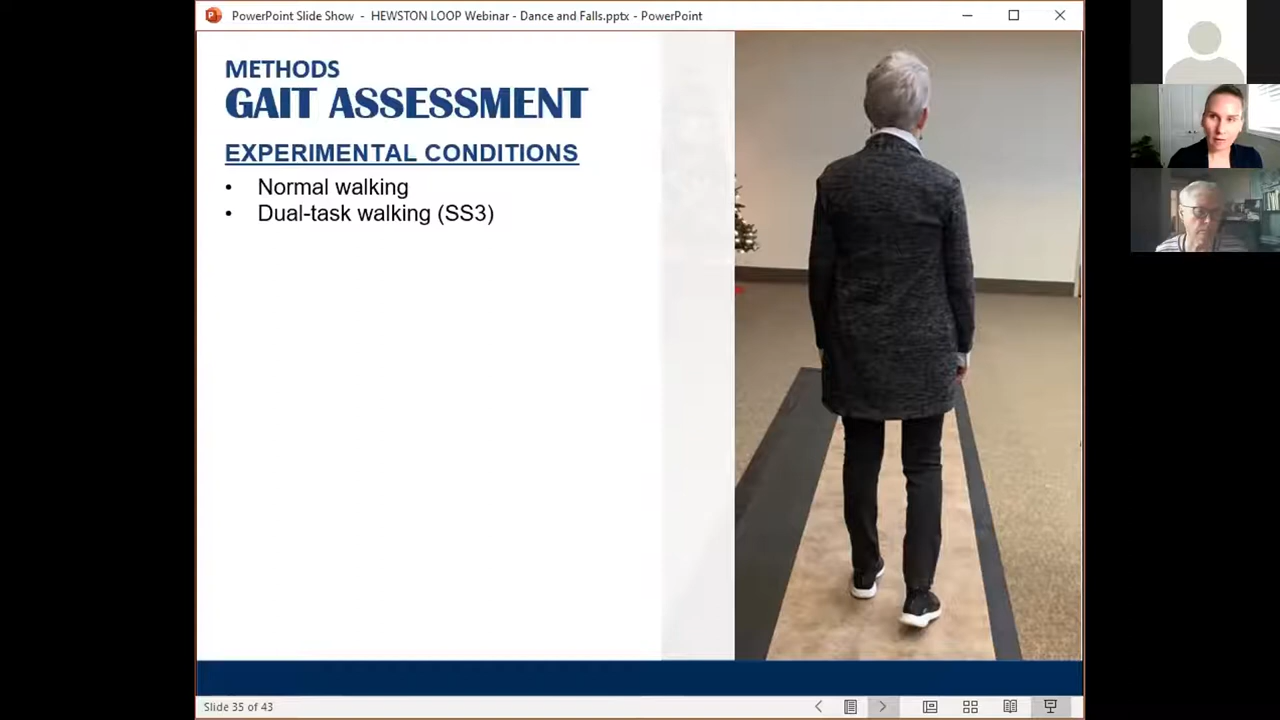 PowerPoint Slide Show - HEWSTON LOOP Webinar - Dance and Falls.pptx - PowerPoint
METHODS
GAIT ASSESSMENT
EXPERIMENTAL CONDITIONS
• Normal walking
• Dual-task walking (SS3)
Slide 35 of 43